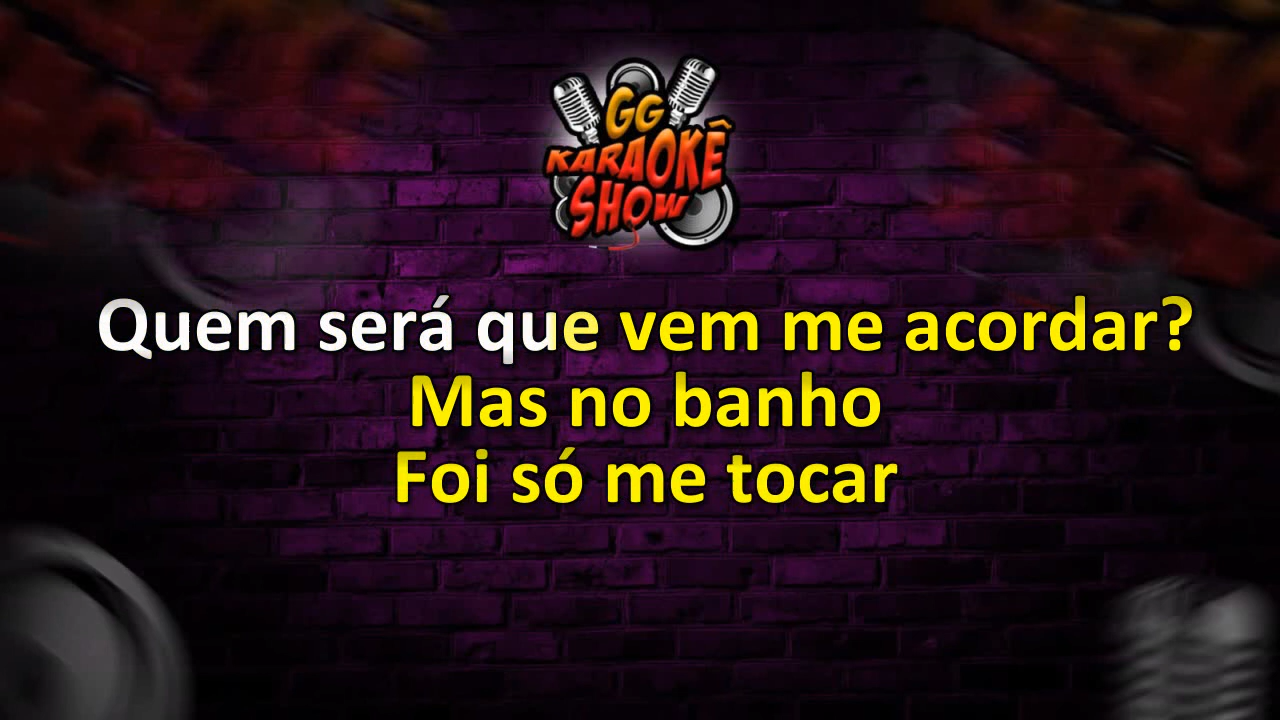 GG
KARAOKÊ
SHOW
Quem será que vem me acordar?
Mas no banho
Foi só me tocar